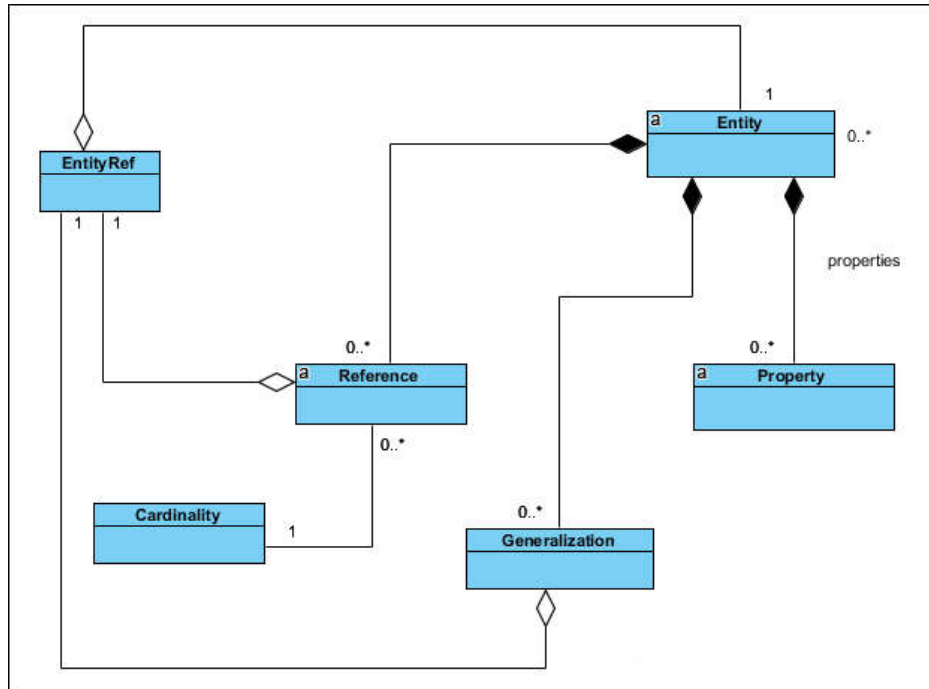 1
a
Entity
0..*
EntityRef
1
1
properties
0..*
0..*
a
Reference
a
Property
0..*
Cardinality
1
0..*
Generalization